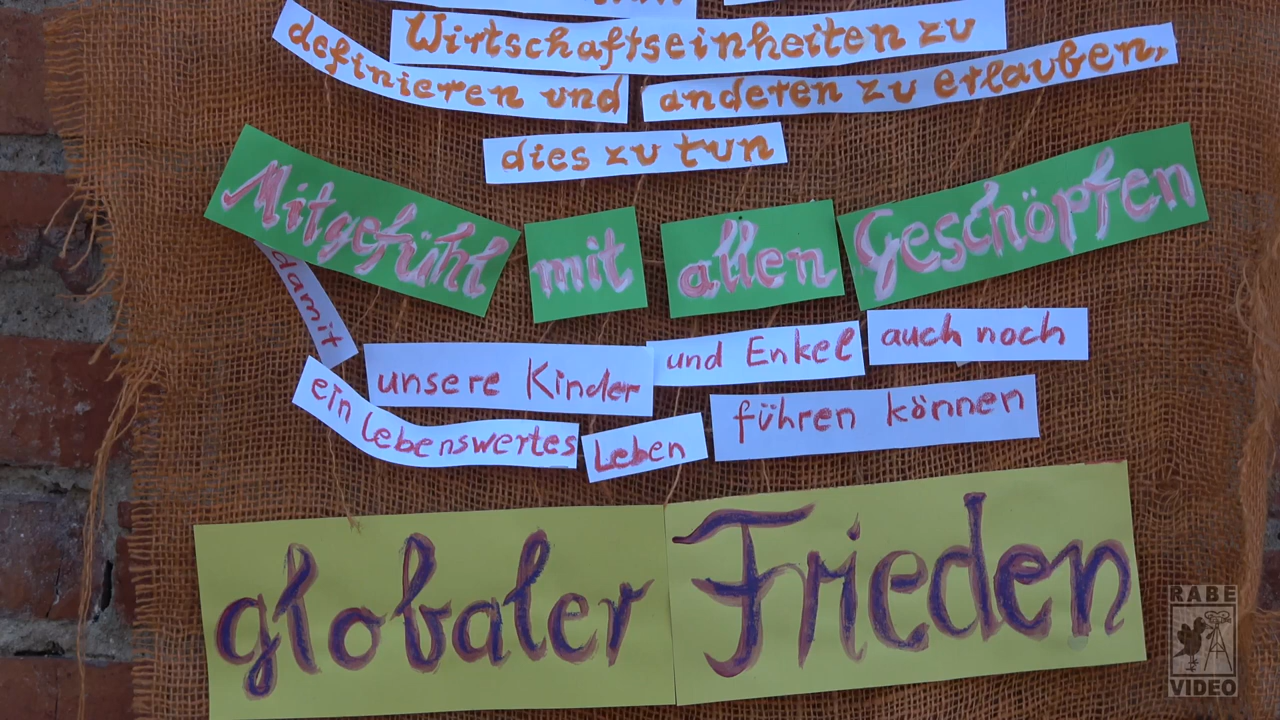 Wirtschaftseinheiten zu
definieren und anderen zu erlauben,
dies zu tun
Mitgefühl mit allen Geschöpfen
damit
unsere Kinder und Enkel auch noch
ein lebenswertes Leben führen können
globaler Frieden
RABE
VIDEO